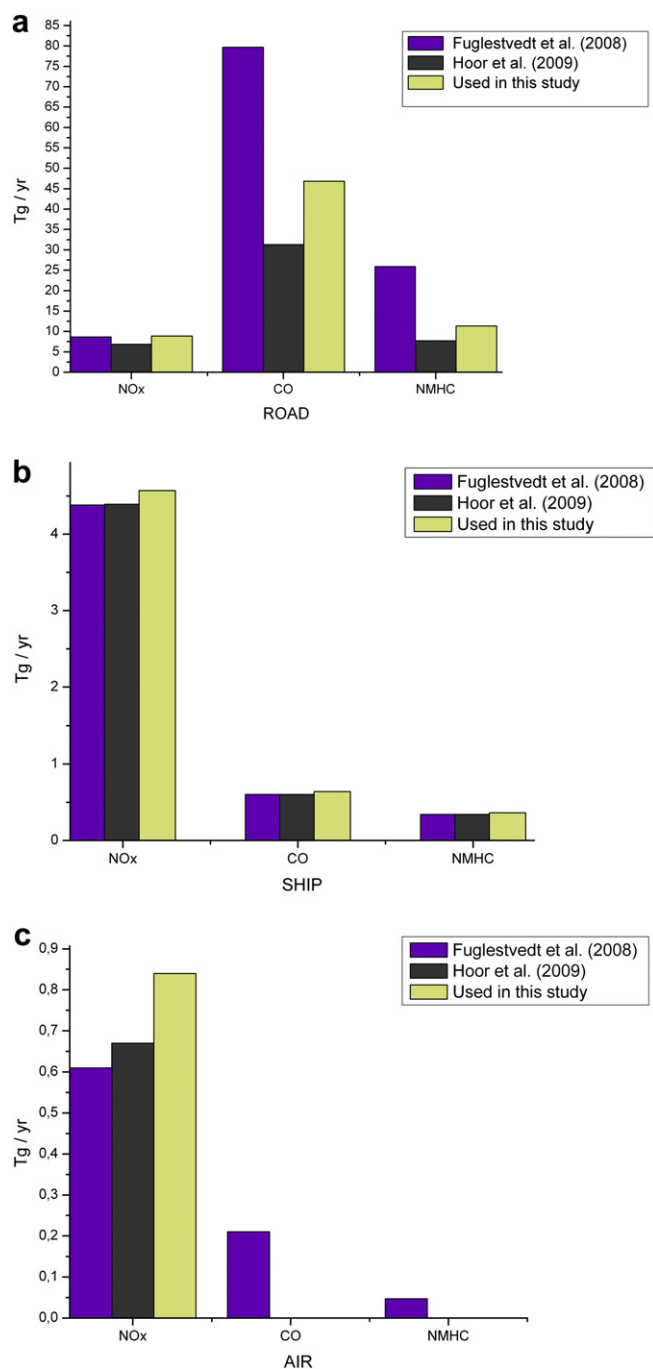 a
85
80
75
70
65
60
55
50
45
40
35
30
25
20
15
10
5
0
Tg / yr
NOx CO NMHC
ROAD
Fuglestvedt et al. (2008)
Hoor et al. (2009)
Used in this study
b
4
3
2
1
0
Tg / yr
NOx CO NMHC
SHIP
Fuglestvedt et al. (2008)
Hoor et al. (2009)
Used in this study
c
0,9
0,8
0,7
0,6
0,5
0,4
0,3
0,2
0,1
0,0
Tg / yr
NOx CO NMHC
AIR
Fuglestvedt et al. (2008)
Hoor et al. (2009)
Used in this study